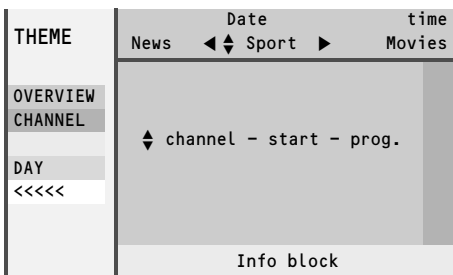 THEME
OVERVIEW
CHANNEL
DAY
<<<<<
Date time
News ◀ Sport ▶ Movies
channel - start - prog.
Info block